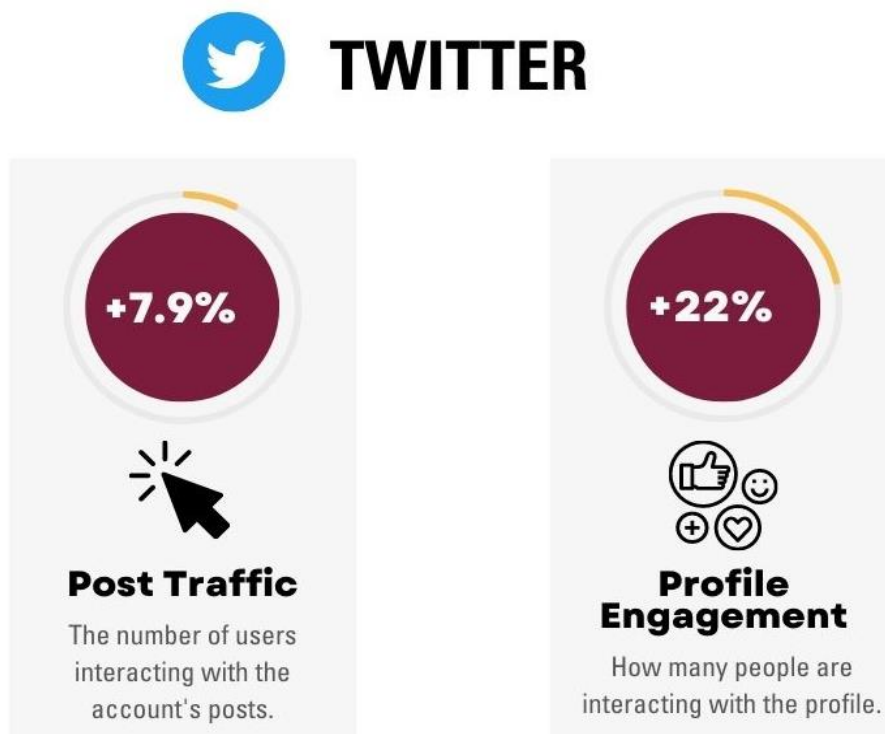 TWITTER
+7.9%
Post Traffic
The number of users
interacting with the
account's posts.
+22%
Profile
Engagement
How many people are
interacting with the profile.